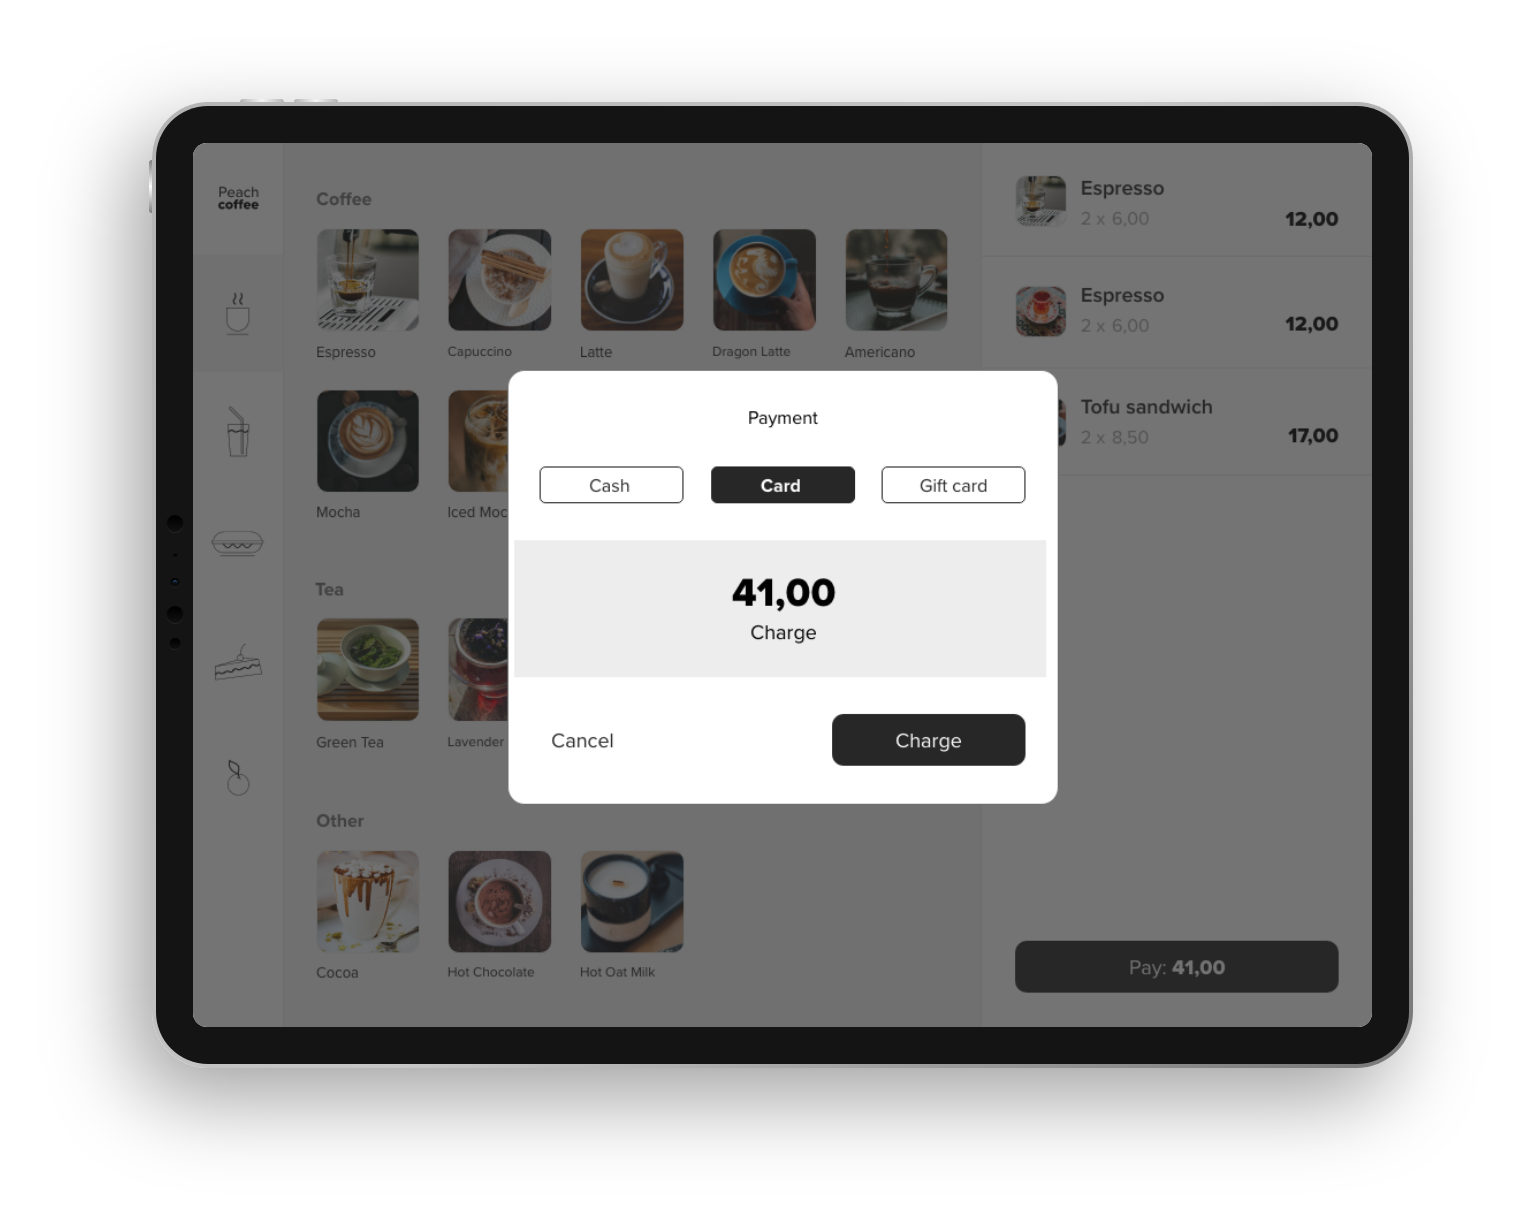 Peach
coffee
Coffee
Espresso
Capuccino
Latte
Dragon Latte
Americano
Mocha
Iced Moc
Tea
Green Tea
Lavender
Other
Cocoa
Hot Chocolate
Hot Oat Milk
Payment
Cash
Card
Gift card
41,00
Charge
Cancel
Charge
Espresso
2 x 6,00
12,00
Espresso
2 x 6,00
12,00
Tofu sandwich
2 x 8,50
17,00
Pay: 41,00